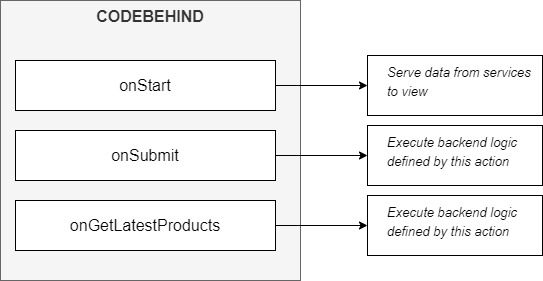 CODEBEHIND
onStart
Serve data from services
to view
onSubmit
Execute backend logic
defined by this action
onGetLatestProducts
Execute backend logic
defined by this action